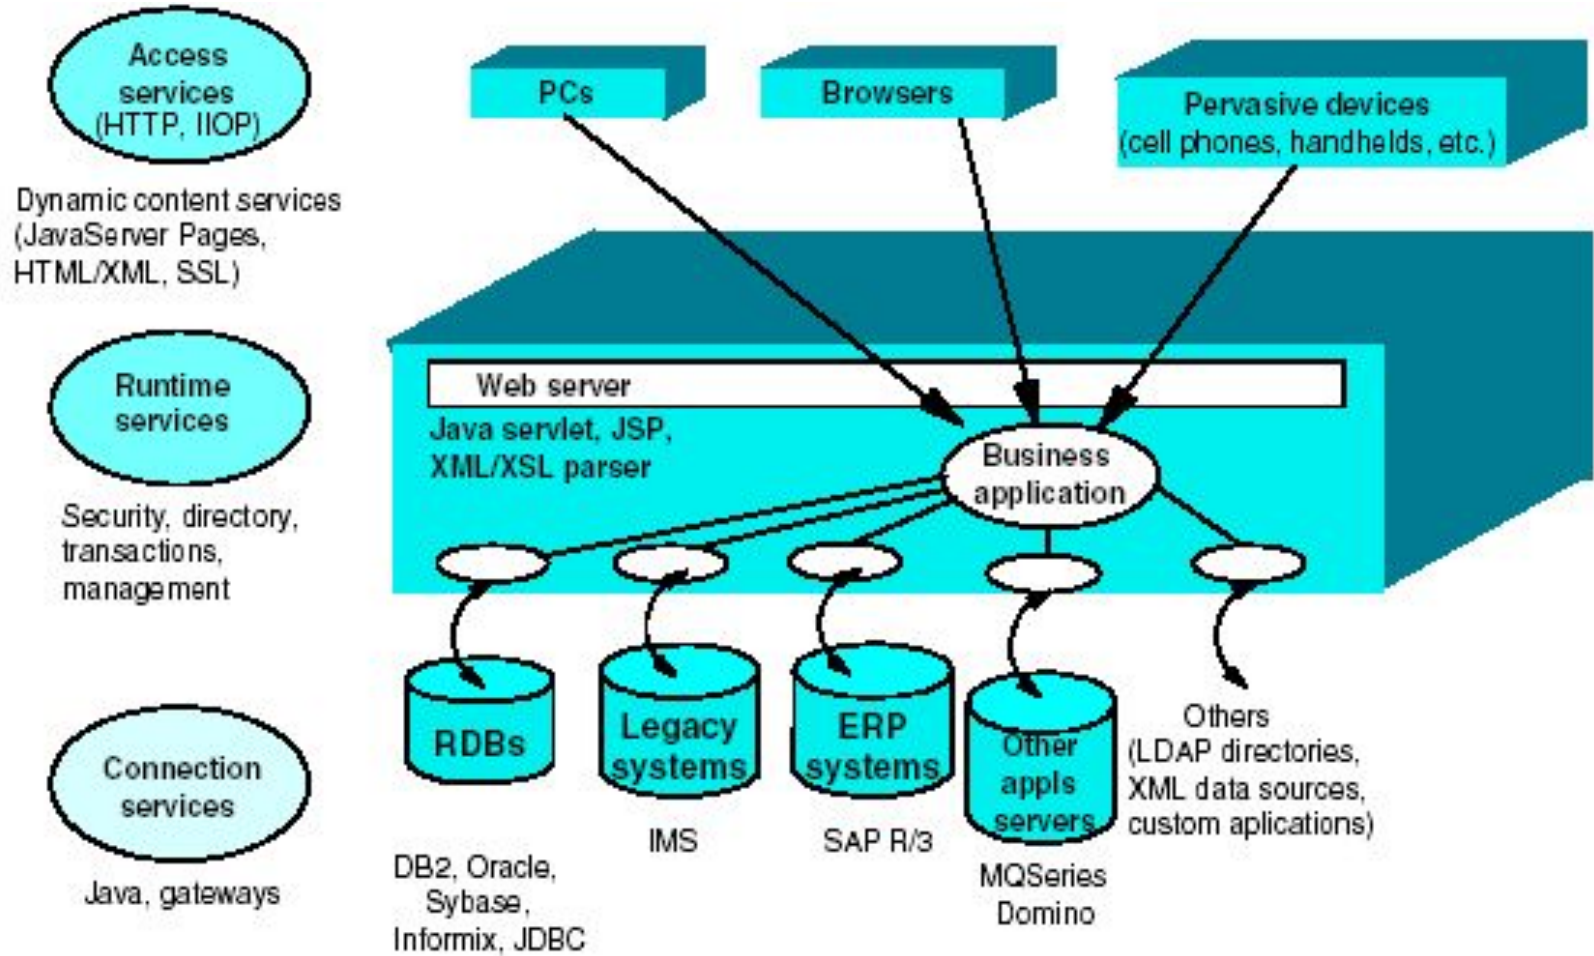 Access
services
(HTTP, IIOP)
Dynamic content services
(JavaServer Pages,
HTML/XML, SSL)
Runtime
services
Security, directory,
transactions,
management
Connection
services
Java, gateways
PCs
Browsers
Pervasive devices
(cell phones, handhelds, etc.)
Web server
Java servlet, JSP,
XML/XSL parser
Business
application
RDBs
DB2, Oracle,
Sybase,
Informix, JDBC
Legacy
systems
IMS
ERP
systems
SAP R/3
Other
appls
servers
MQSeries
Domino
Others
(LDAP directories,
XML data sources,
custom aplications)